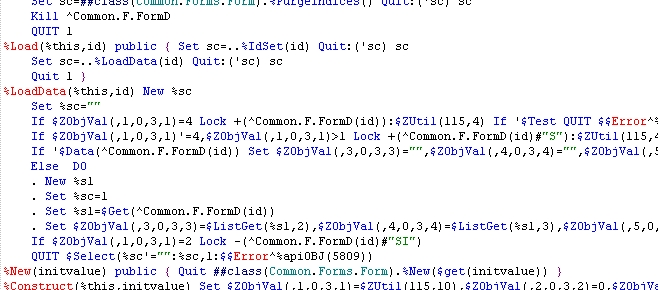 Set sc=##class(Common.Forms.Form).%PurgeIndices() Quit:('sc) sc
Kill ^Common.F.FormD
QUIT 1
%Load(%this,id) public { Set sc=..%IdSet(id) Quit:('sc) sc
Set sc=..%LoadData(id) Quit:('sc) sc
Quit 1 }
%LoadData(%this,id) New %sc
Set %sc=""
If $ZObjVal(,1,0,3,1)=4 Lock +(^Common.F.FormD(id)):$ZUtil(115,4) If '$Test QUIT $$Error^%
If $ZObjVal(,1,0,3,1)'=4,$ZObjVal(,1,0,3,1)>1 Lock +(^Common.F.FormD(id)#"S"):$ZUtil(115,4
If '$Data(^Common.F.FormD(id)) Set $ZObjVal(,3,0,3,3)="",$ZObjVal(,4,0,3,4)="",$ZObjVal(,5
Else  DO
. New %s1
. Set %sc=1
. Set %s1=$Get(^Common.F.FormD(id))
. Set $ZObjVal(,3,0,3,3)=$ListGet(%s1,2),$ZObjVal(,4,0,3,4)=$ListGet(%s1,3),$ZObjVal(,5,0,
If $ZObjVal(,1,0,3,1)=2 Lock -(^Common.F.FormD(id)#"SI")
QUIT $Select(%sc'="":%sc,1:$$Error^%apiOBJ(5809))
%New(initvalue) public { Quit ##class(Common.Forms.Form).%New($get(initvalue)) }
%Construct(%this,initvalue) Set $ZObjVal(,1,0,3,1)=$ZUtil(115,10),$ZObjVal(,2,0,3,2)=0,$ZObjVal(